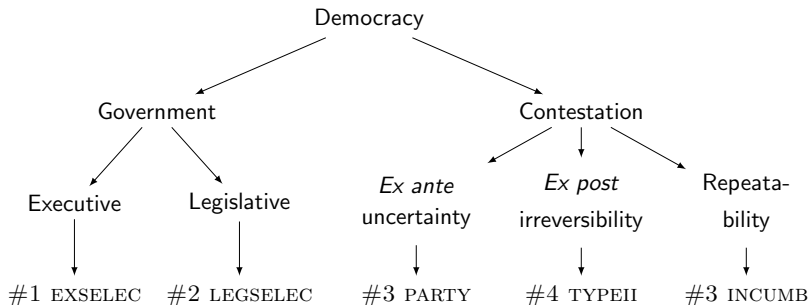 Democracy
Government
Contestation
Executive
Legislative
Ex ante
uncertainty
Ex post
irreversibility
Repeata-
bility
#1 EXSELEC
#2 LEGSELEC
#3 PARTY
#4 TYPEII
#3 INCUMB